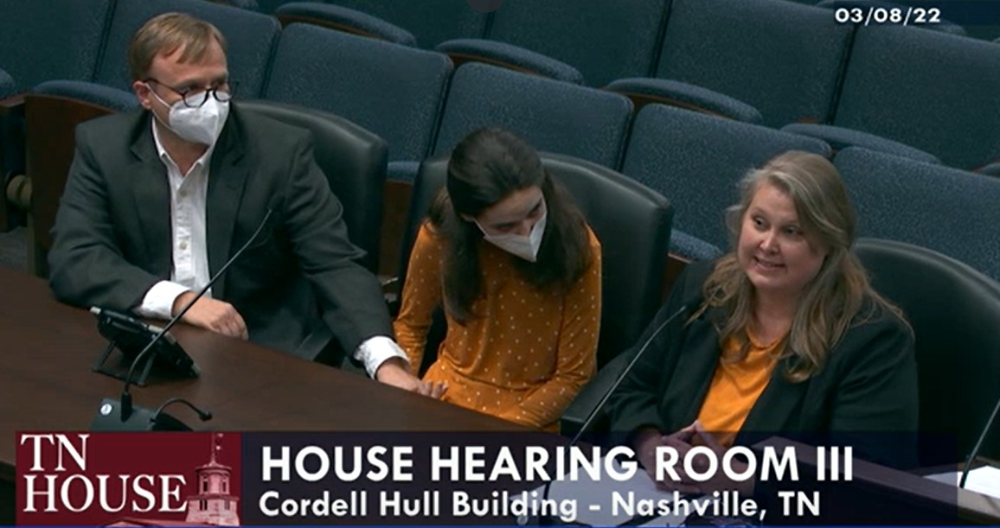 03/08/22
TN
HOUSE
HOUSE HEARING ROOM III
Cordell Hull Building - Nashville, TN